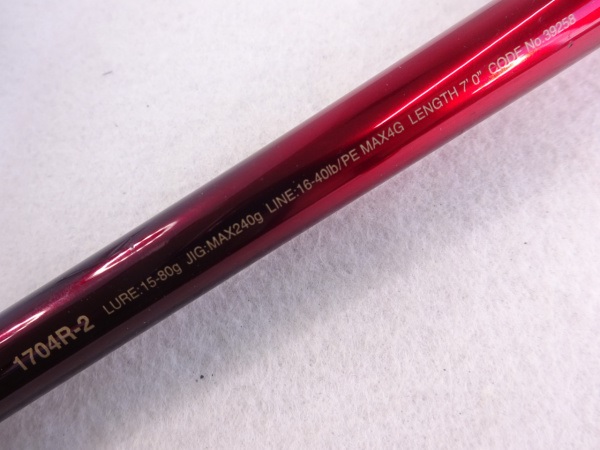 1704R-2 LURE:15-80g JIG:MAX240g LINE:16-40lb/PE MAX4G LENGTH 7'0" CODE No.39258